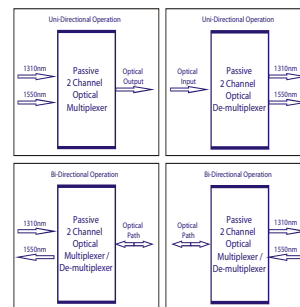 Uni-Directional Operation
1310nm
1550nm
Passive
2 Channel
Optical
Multiplexer
Optical
Output
Uni-Directional Operation
Optical
Input
Passive
2 Channel
Optical
De-multiplexer
1310nm
1550nm
Bi-Directional Operation
1310nm
1550nm
Passive
2 Channel
Optical
Multiplexer /
De-multiplexer
Optical
Path
Bi-Directional Operation
Optical
Path
Passive
2 Channel
Optical
Multiplexer /
De-multiplexer
1310nm
1550nm